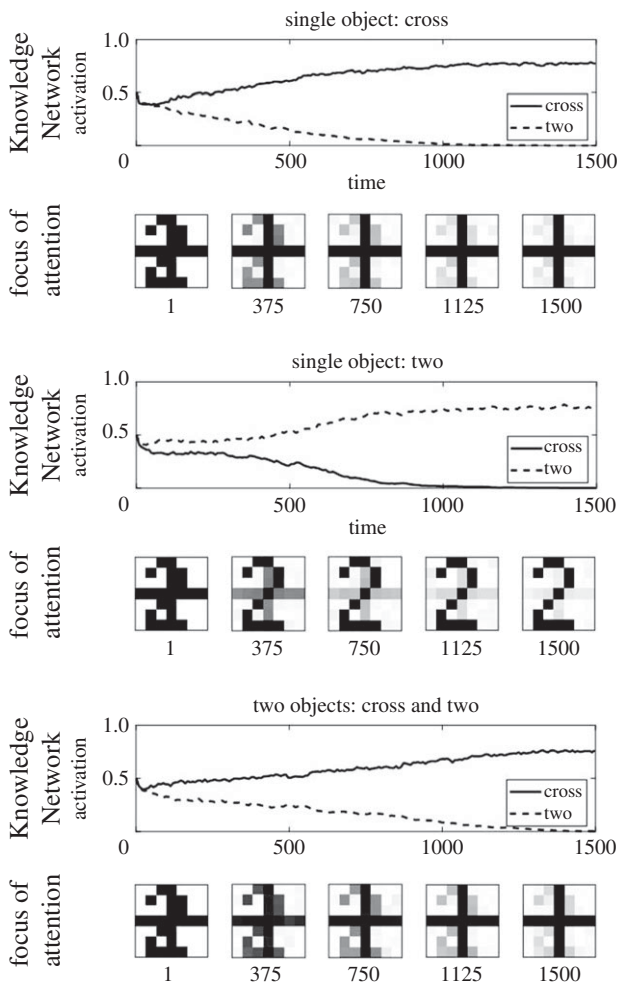 single object: cross
Knowledge
Network
activation
1.0
0.5
cross
two
0
500
1000
1500
time
focus of
attention
1
375
750
1125
1500
single object: two
Knowledge
Network
activation
1.0
0.5
cross
two
0
500
1000
1500
time
focus of
attention
1
375
750
1125
1500
two objects: cross and two
Knowledge
Network
activation
1.0
0.5
cross
two
0
500
1000
1500
focus of
attention
1
375
750
1125
1500